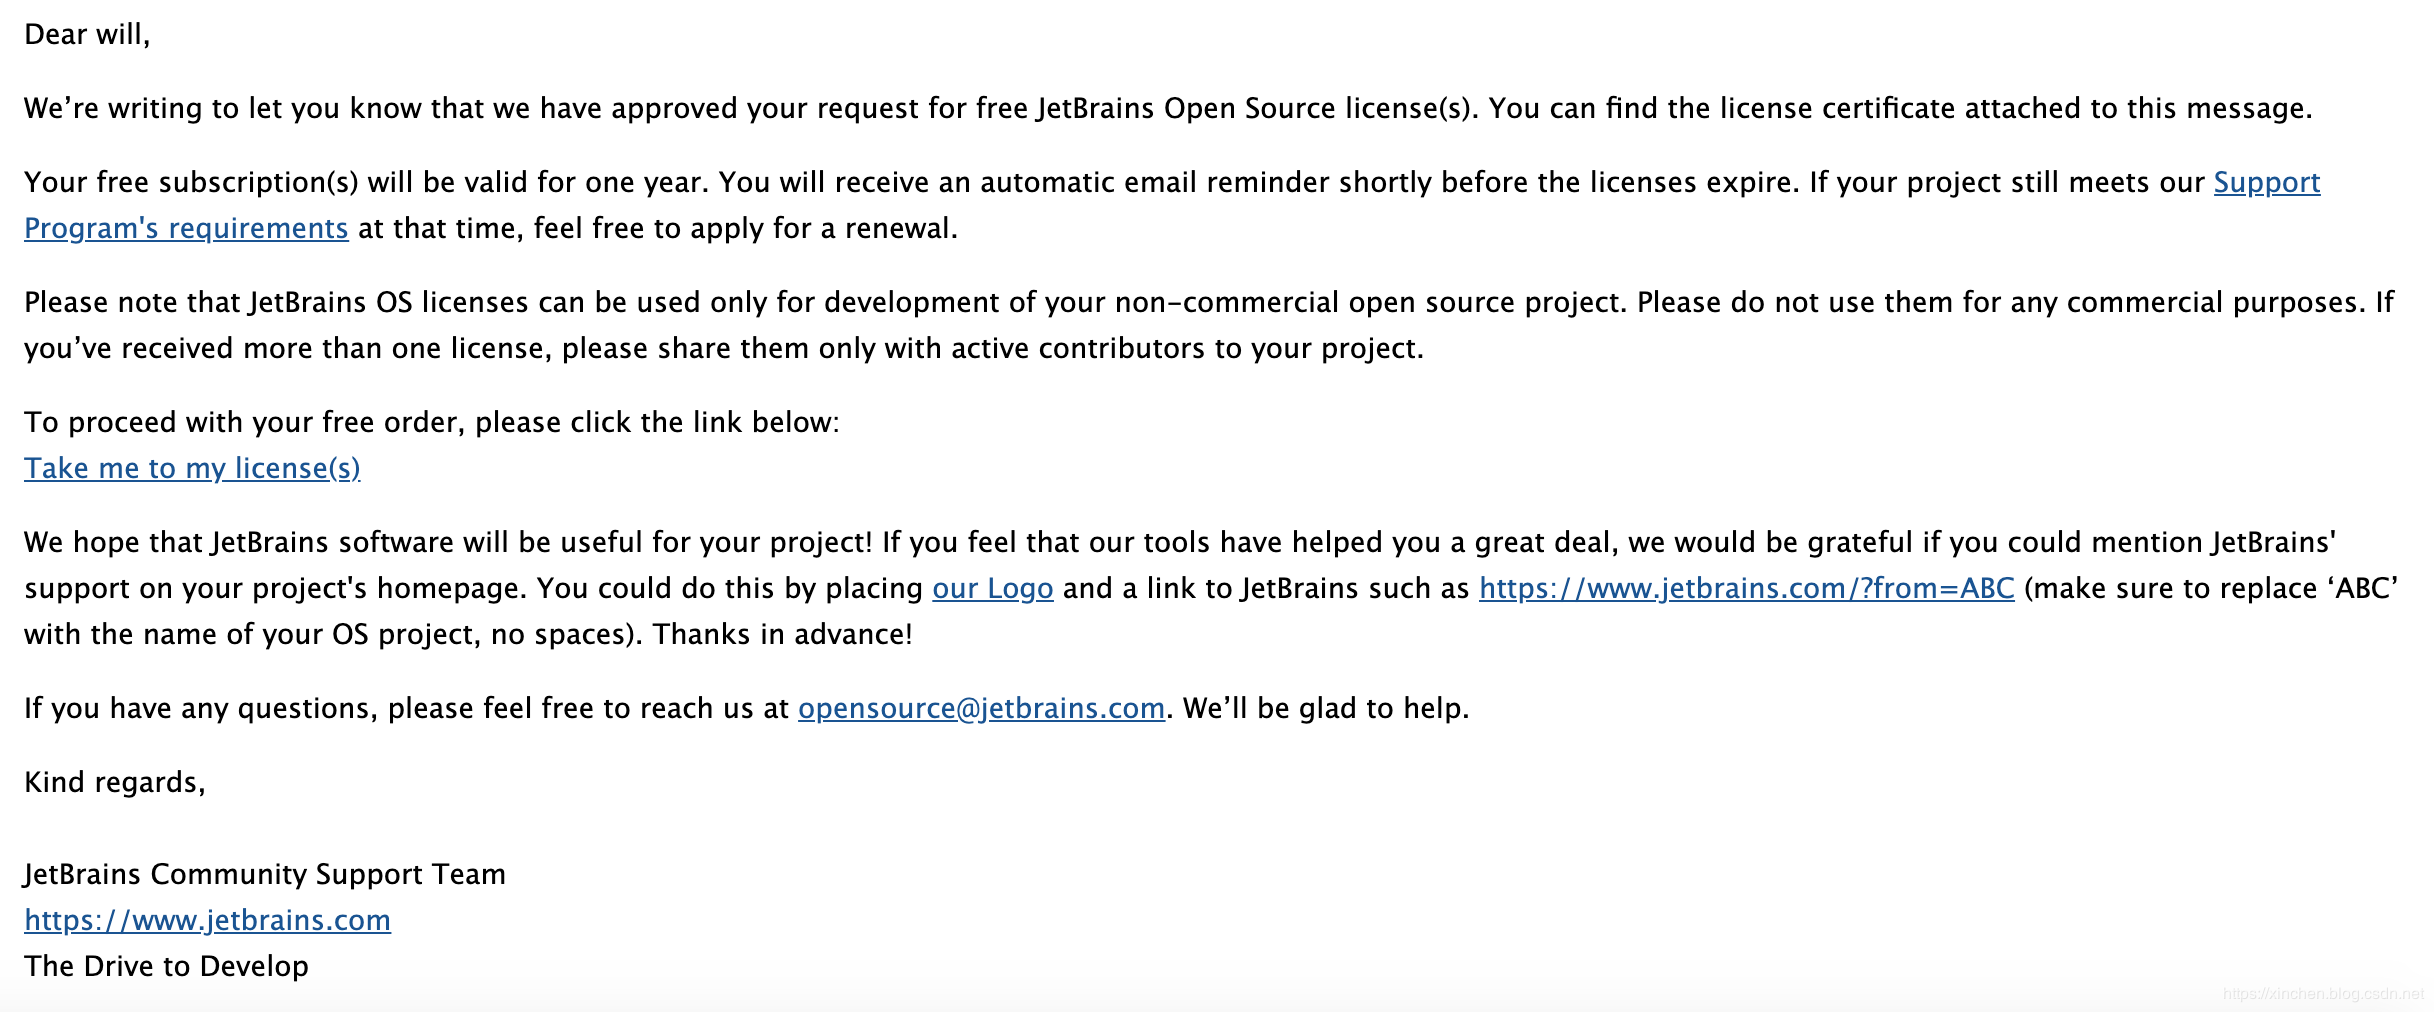 Dear will,
We’re writing to let you know that we have approved your request for free JetBrains Open Source license(s). You can find the license certificate attached to this message.
Your free subscription(s) will be valid for one year. You will receive an automatic email reminder shortly before the licenses expire. If your project still meets our Support
Program's requirements at that time, feel free to apply for a renewal.
Please note that JetBrains OS licenses can be used only for development of your non-commercial open source project. Please do not use them for any commercial purposes. If
you’ve received more than one license, please share them only with active contributors to your project.
To proceed with your free order, please click the link below:
Take me to my license(s)
We hope that JetBrains software will be useful for your project! If you feel that our tools have helped you a great deal, we would be grateful if you could mention JetBrains'
support on your project's homepage. You could do this by placing our Logo and a link to JetBrains such as https://www.jetbrains.com/?from=ABC (make sure to replace ‘ABC’
with the name of your OS project, no spaces). Thanks in advance!
If you have any questions, please feel free to reach us at opensource@jetbrains.com. We’ll be glad to help.
Kind regards,
JetBrains Community Support Team
https://www.jetbrains.com
The Drive to Develop
https://xinchen.blog.csdn.net